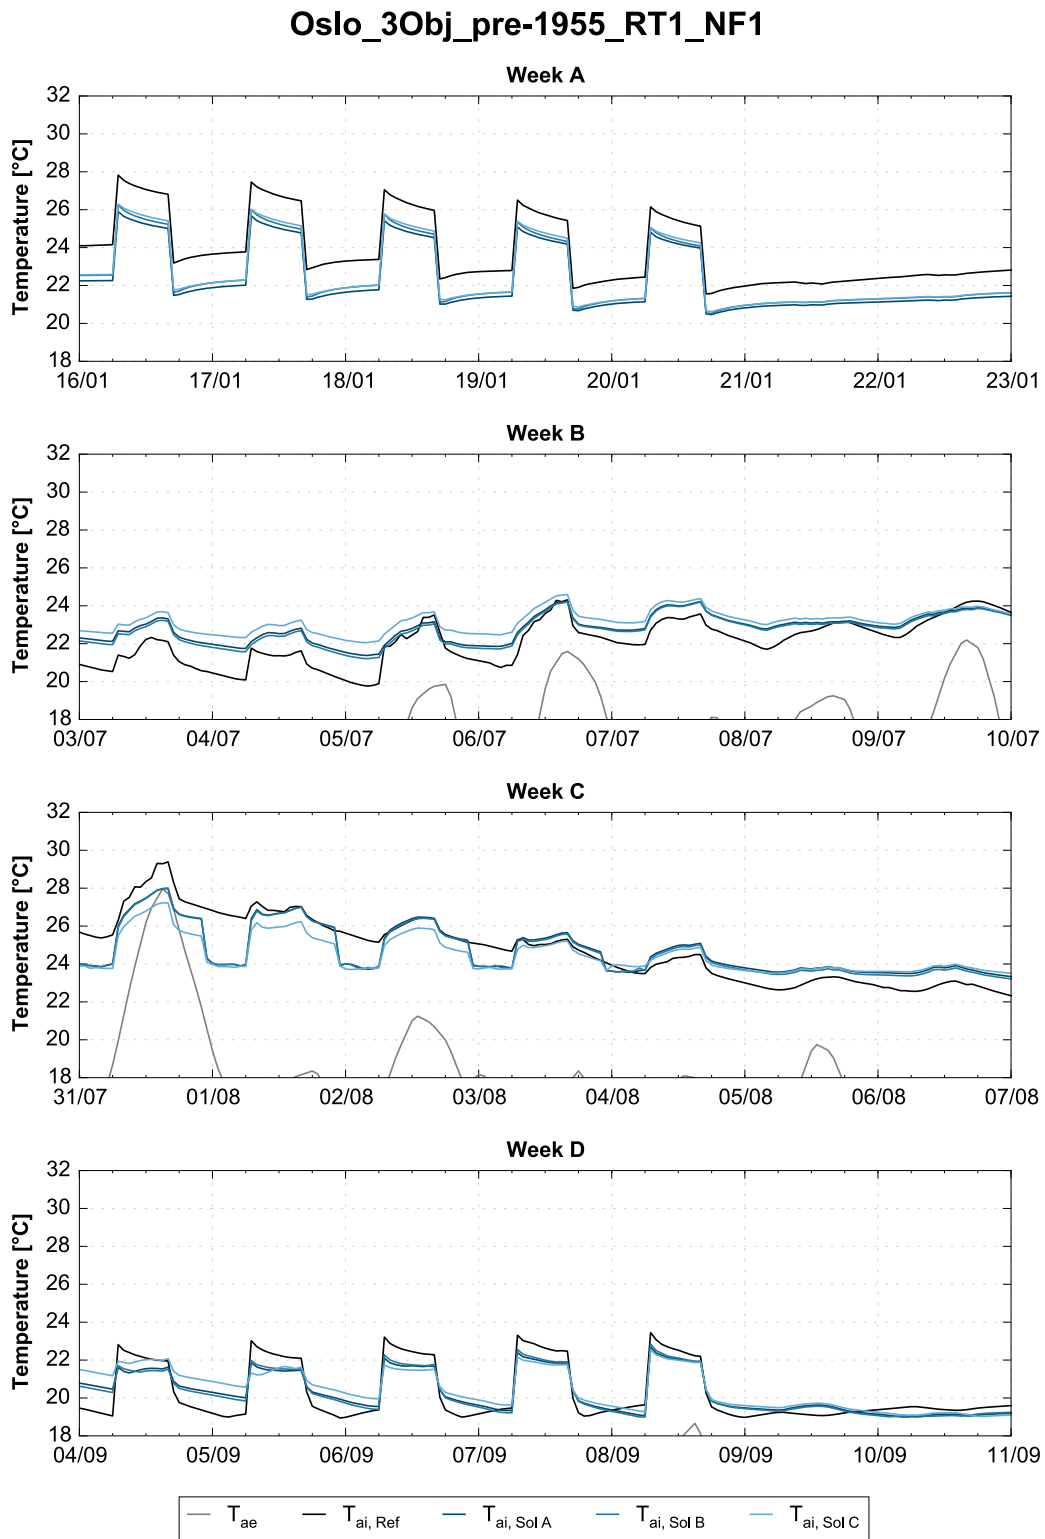 Oslo_3Obj_pre-1955_RT1_NF1
Week A
Temperature [°C]
32
30
28
26
24
22
20
18
16/01 17/01 18/01 19/01 20/01 21/01 22/01 23/01
Week B
Temperature [°C]
32
30
28
26
24
22
20
18
03/07 04/07 05/07 06/07 07/07 08/07 09/07 10/07
Week C
Temperature [°C]
32
30
28
26
24
22
20
18
31/07 01/08 02/08 03/08 04/08 05/08 06/08 07/08
Week D
Temperature [°C]
32
30
28
26
24
22
20
18
04/09 05/09 06/09 07/09 08/09 09/09 10/09 11/09
T ae T ai, Ref T ai, Sol A T ai, Sol B T ai, Sol C